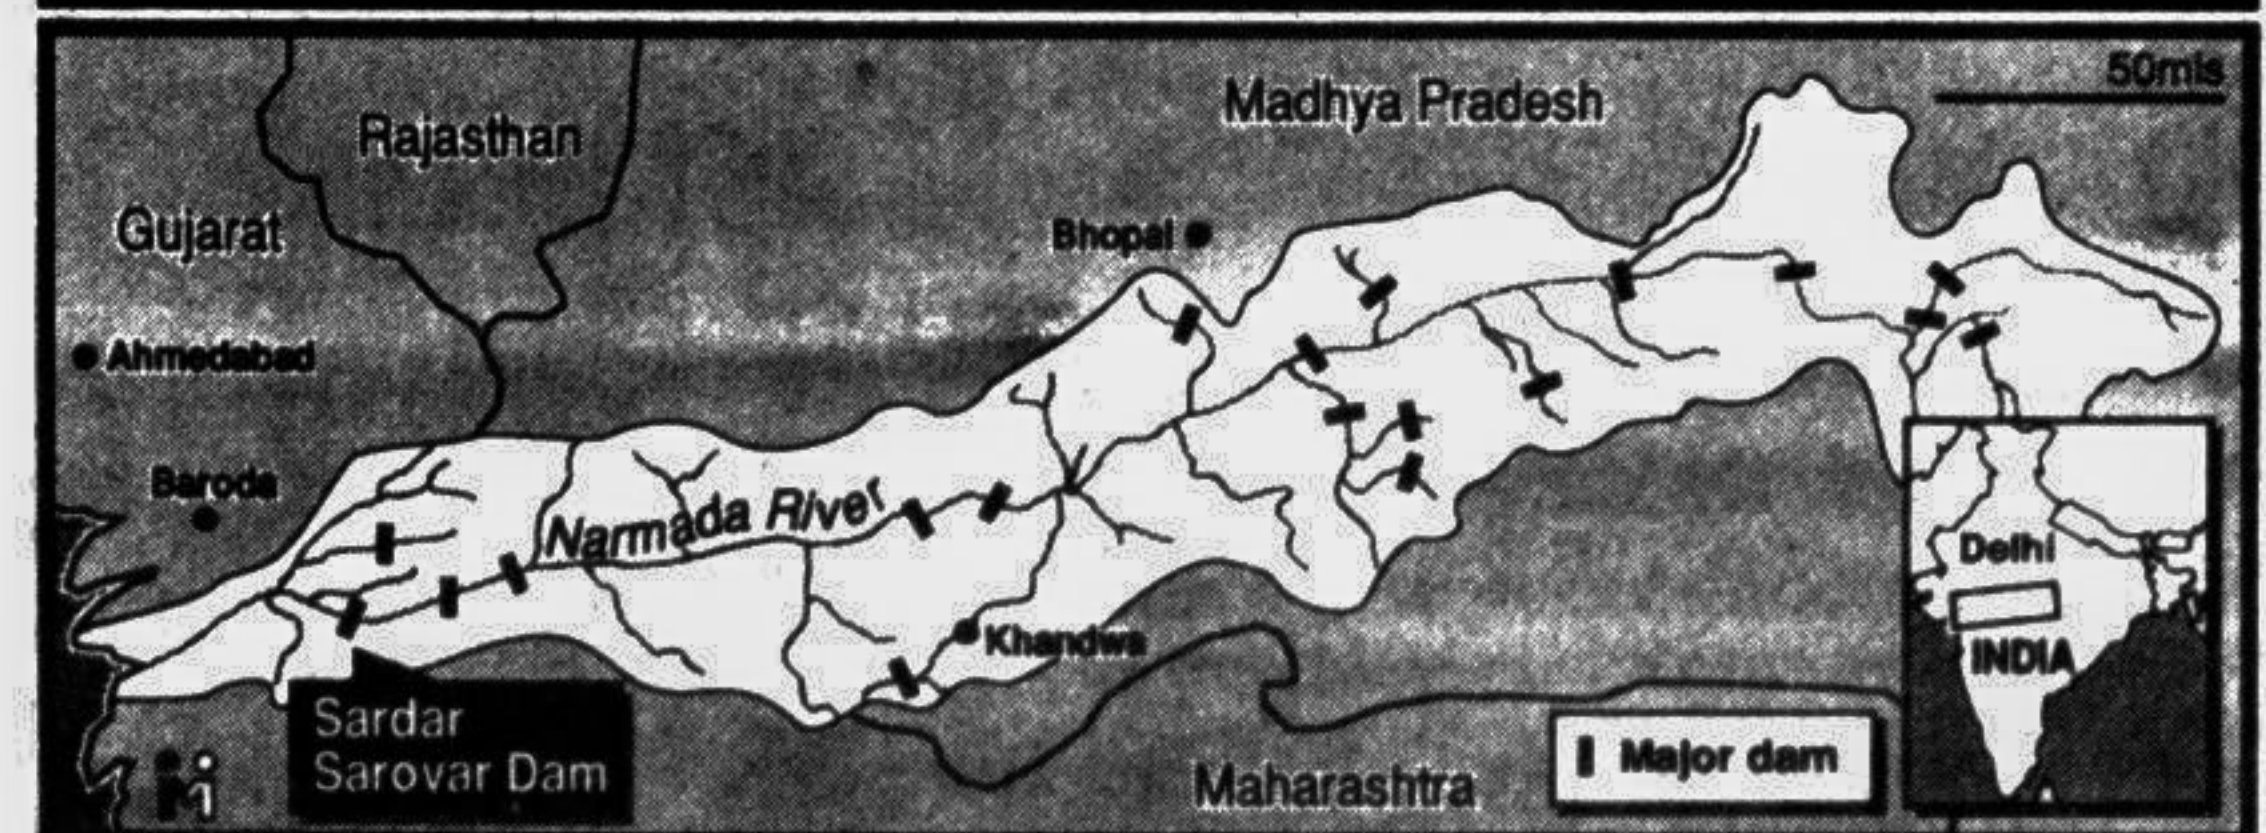 50mls
Madhya Pradesh
Rajasthan
Gujarat
Bhopal
Ahmedabad
Baroda
Narmada River
Delhi
INDIA
Khandwa
Sardar
Sarovar Dam
Major dam
Maharashtra